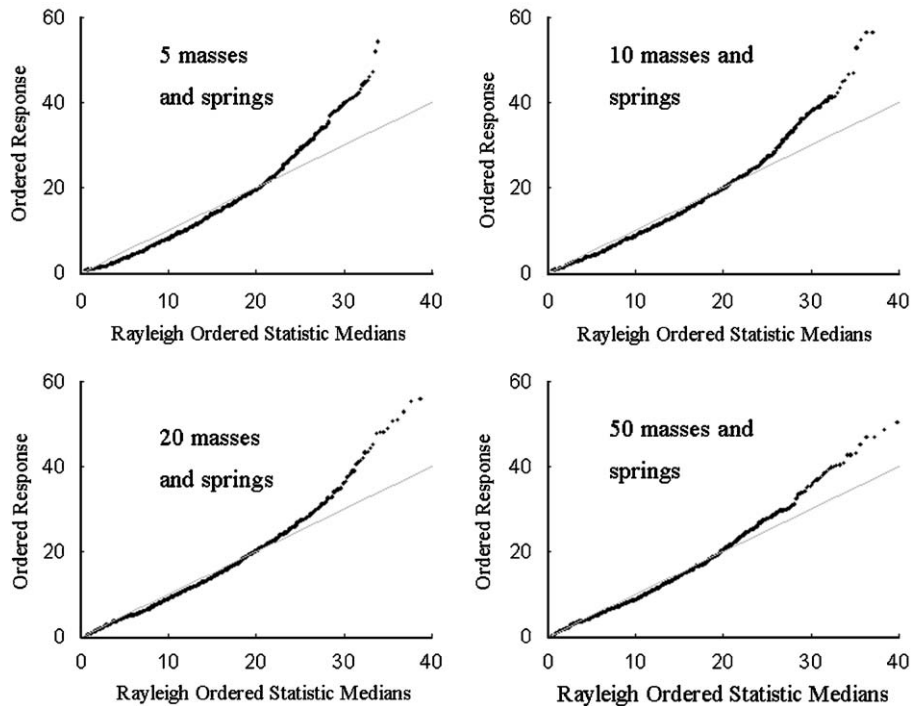 60
5 masses
and springs
40
20
0
0 10 20 30 40
Ordered Response
Rayleigh Ordered Statistic Medians
60
10 masses and
springs
40
20
0
0 10 20 30 40
Ordered Response
Rayleigh Ordered Statistic Medians
60
20 masses
and springs
40
20
0
0 10 20 30 40
Ordered Response
Rayleigh Ordered Statistic Medians
60
50 masses and
springs
40
20
0
0 10 20 30 40
Ordered Response
Rayleigh Ordered Statistic Medians